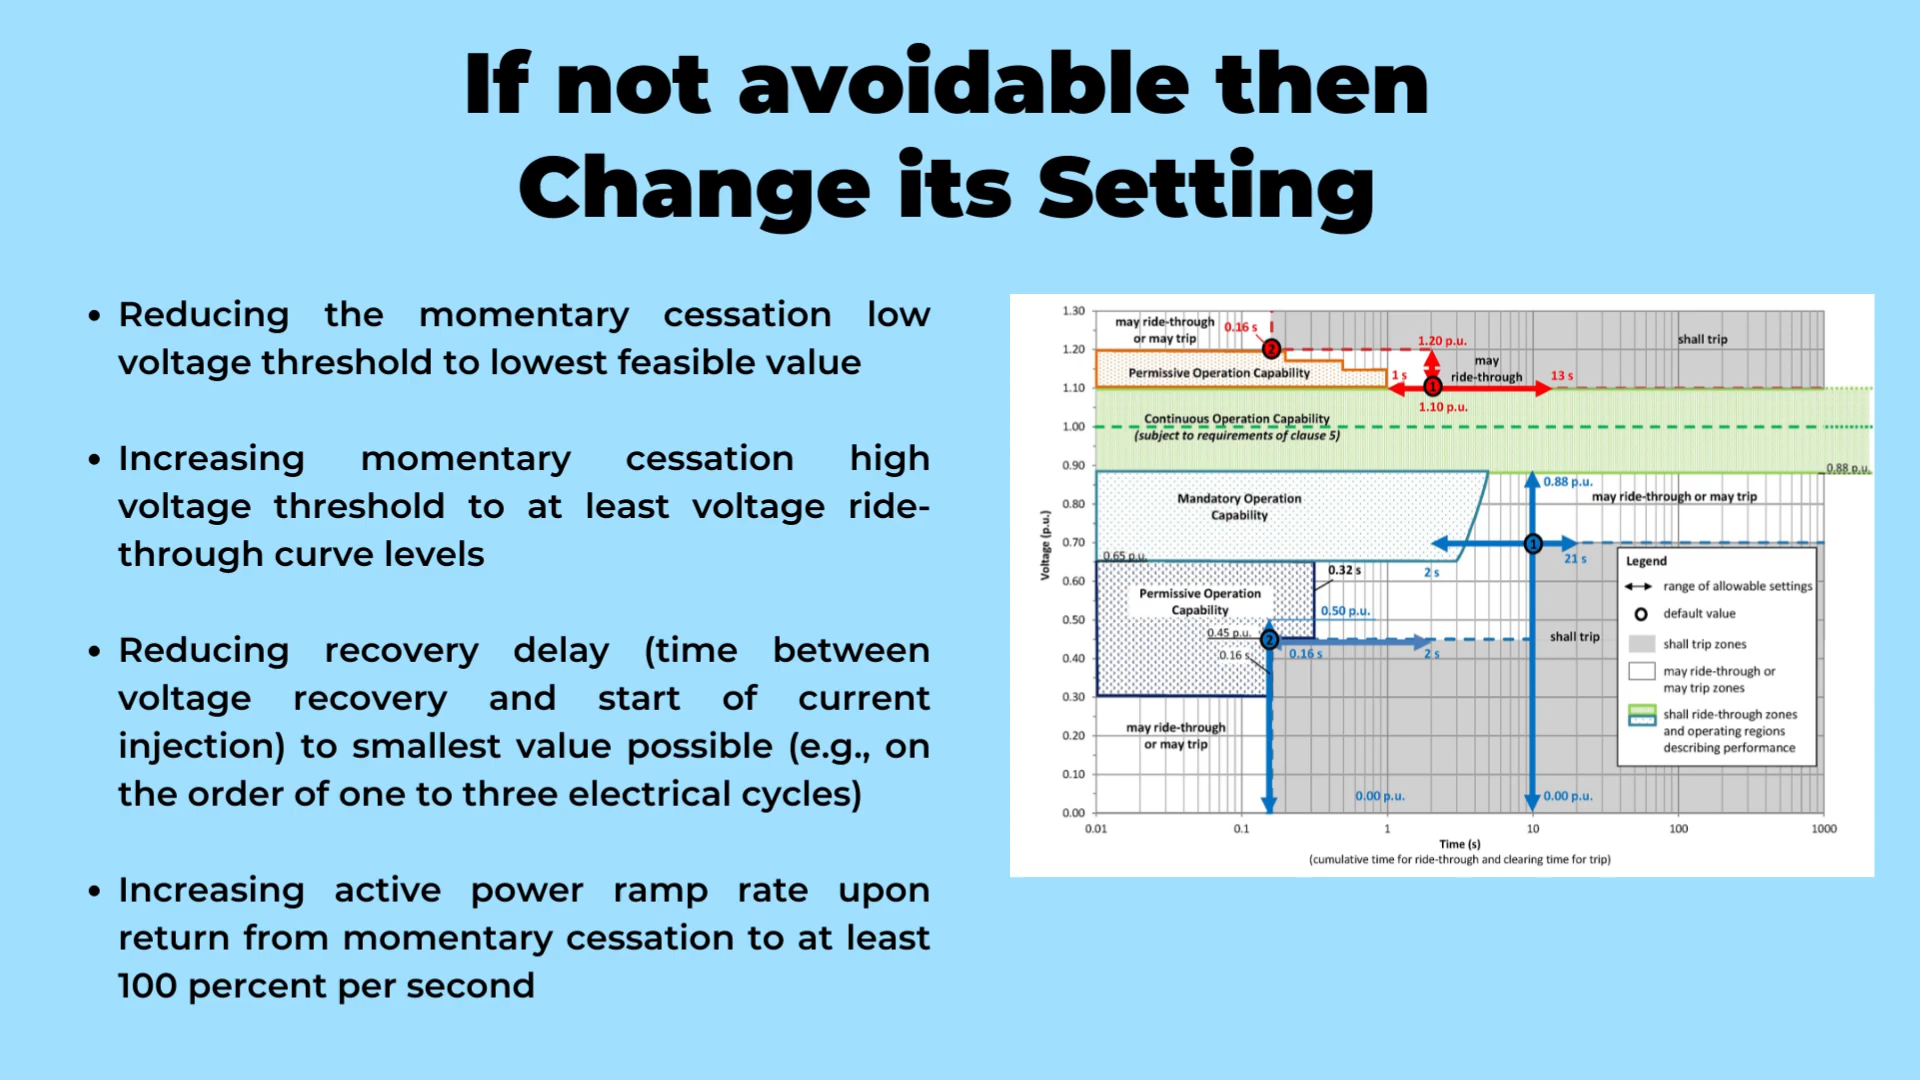 If not avoidable then
Change its Setting
• Reducing the momentary cessation low
voltage threshold to lowest feasible value
• Increasing momentary cessation high
voltage threshold to at least voltage ride-
through curve levels
• Reducing recovery delay (time between
voltage recovery and start of current
injection) to smallest value possible (e.g., on
the order of one to three electrical cycles)
• Increasing active power ramp rate upon
return from momentary cessation to at least
100 percent per second
1.30
1.20
1.10
1.00
0.90
0.80
0.70
0.60
0.50
0.40
0.30
0.20
0.10
0.00
Voltage (p.u.)
may ride-through
or may trip
0.16 s
2
shall trip
1.20 p.u.
Permissive Operation Capability
may
ride-through
1 s
13 s
1
1.10 p.u.
Continuous Operation Capability
(subject to requirements of clause 5)
0.88 p.u.
0.88 p.u.
Mandatory Operation
Capability
may ride-through or may trip
1
0.65 p.u.
2 s
21 s
0.32 s
Permissive Operation
Capability
0.50 p.u.
0.45 p.u.
2
0.16 s
0.16 s
2 s
shall trip
may ride-through
or may trip
0.00 p.u.
0.00 p.u.
Legend
range of allowable settings
default value
shall trip zones
may ride-through or
may trip zones
shall ride-through zones
and operating regions
describing performance
0.01
0.1
1
10
100
1000
Time (s)
(cumulative time for ride-through and clearing time for trip)